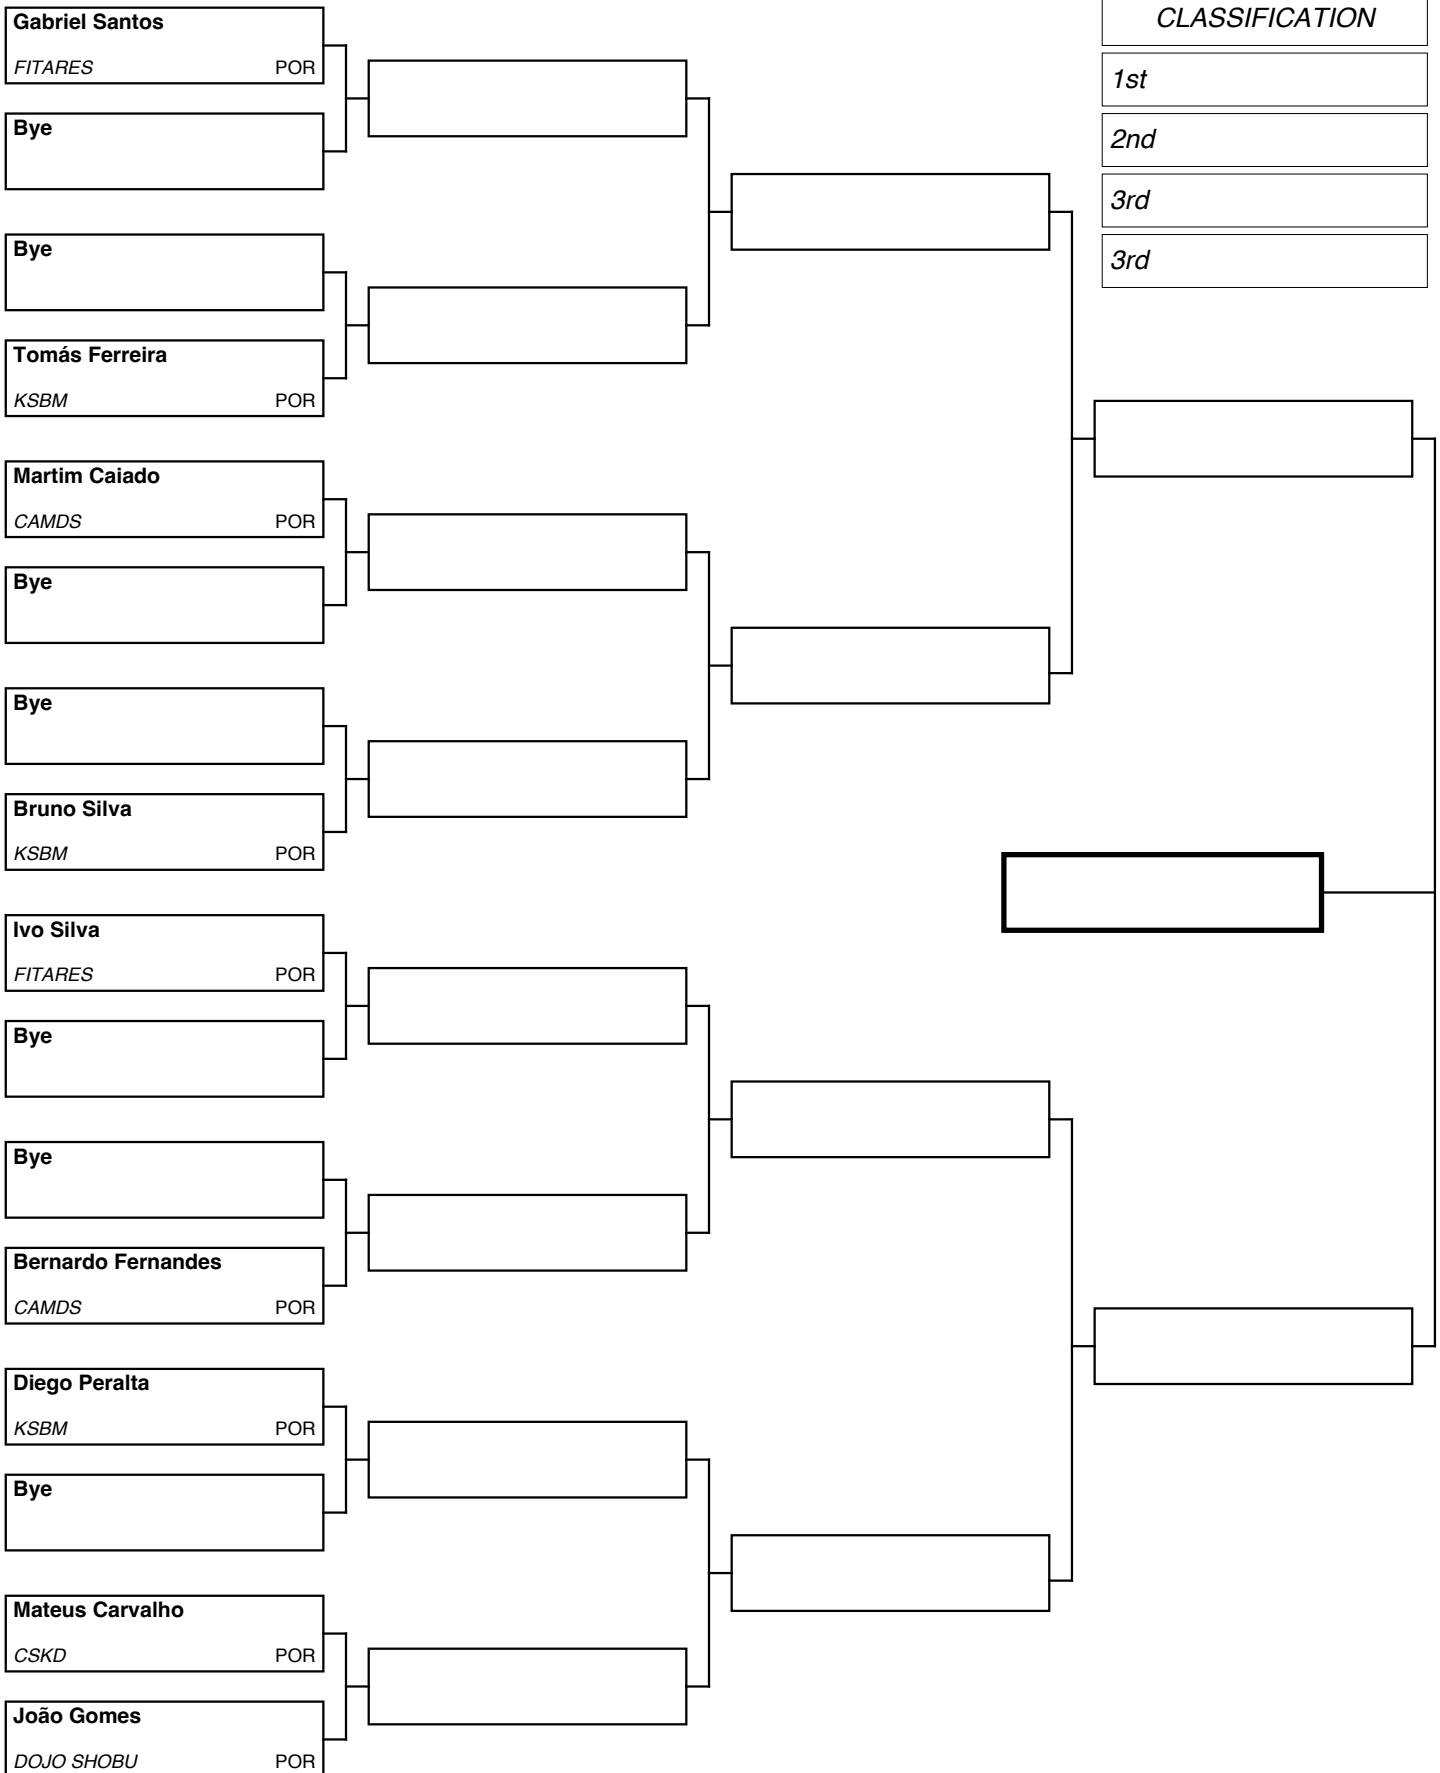 Gabriel Santos
FITARES POR
Bye
Bye
Tomás Ferreira
KSBM POR
Martim Caiado
CAMDS POR
Bye
Bye
Bruno Silva
KSBM POR
Ivo Silva
FITARES POR
Bye
Bye
Bernardo Fernandes
CAMDS POR
Diego Peralta
KSBM POR
Bye
Mateus Carvalho
CSKD POR
João Gomes
DOJO SHOBU POR
CLASSIFICATION
1st
2nd
3rd
3rd